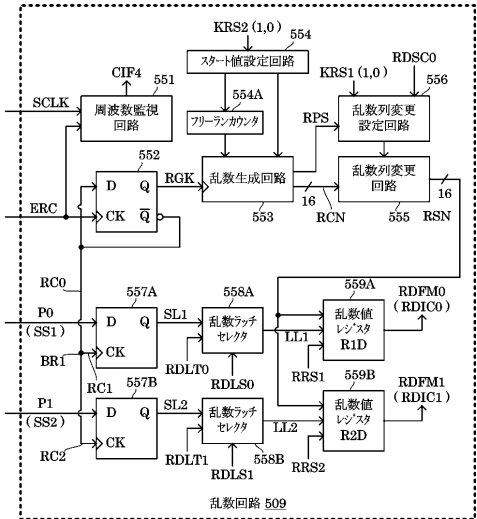 KRS2(1,0)
554
スタート値設定回路
CIF4
551
SCLK
周波数監視
回路
554A
フリーランカウンタ
KRS1(1,0)
RDSC0
556
RPS
乱数列変更
設定回路
552
D
Q
RGK
ERC
CK
Q
乱数生成回路
553
16
RCN
乱数列変更
回路
555
16
RSN
RC0
557A
P0
(SS1)
D
Q
SL1
CK
BR1
RC1
558A
乱数ラッチ
セレクタ
RDLT0
RDLS0
LL1
559A
乱数値
レジスタ
R1D
RRS1
RDFM0
(RDIC0)
557B
P1
(SS2)
D
Q
SL2
CK
RC2
乱数ラッチ
セレクタ
558B
RDLT1
RDLS1
LL2
559B
乱数値
レジスタ
R2D
RRS2
RDFM1
(RDIC1)
乱数回路 509